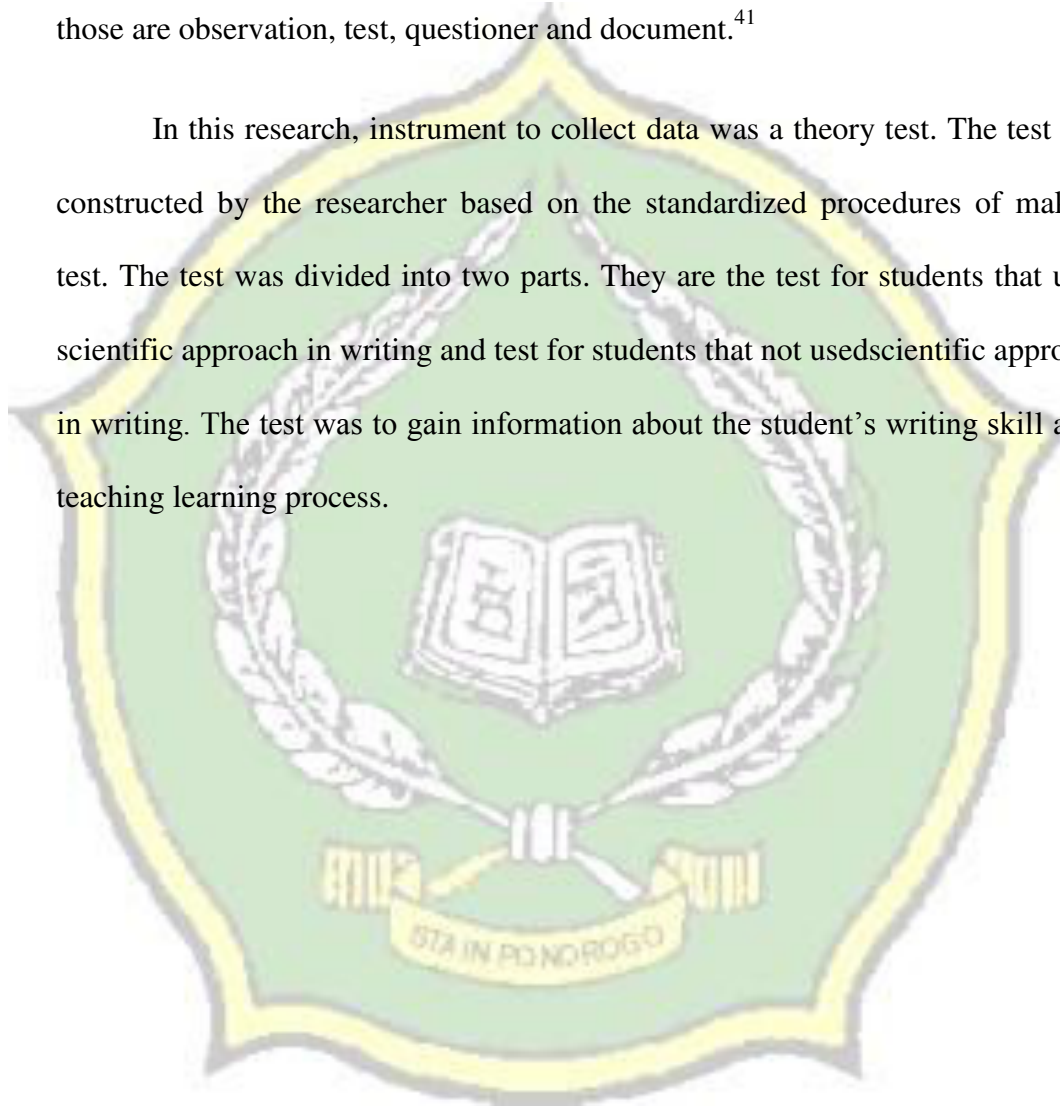 those are observation, test, questioner and document.41
In this research, instrument to collect data was a theory test. The test
constructed by the researcher based on the standardized procedures of
test. The test was divided into two parts. They are the test for students that
scientific approach in writing and test for students that not usedscientific
in writing. The test was to gain information about the student's writing skill
teaching learning process.
STAIN PONOROGO